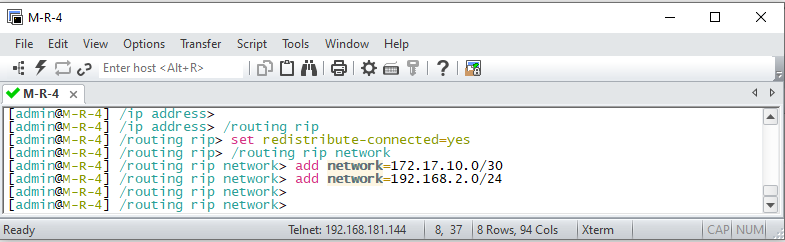 M-R-4
File Edit View Options Transfer Script Tools Window Help
Enter host <Alt+R>
M-R-4
[admin@M-R-4] /ip address>
[admin@M-R-4] /ip address> /routing rip
[admin@M-R-4] /routing rip> set redistribute-connected=yes
[admin@M-R-4] /routing rip> /routing rip network
[admin@M-R-4] /routing rip network> add network=172.17.10.0/30
[admin@M-R-4] /routing rip network> add network=192.168.2.0/24
[admin@M-R-4] /routing rip network>
[admin@M-R-4] /routing rip network>
Ready Telnet: 192.168.181.144 8, 37 8 Rows, 94 Cols Xterm CAP NUM